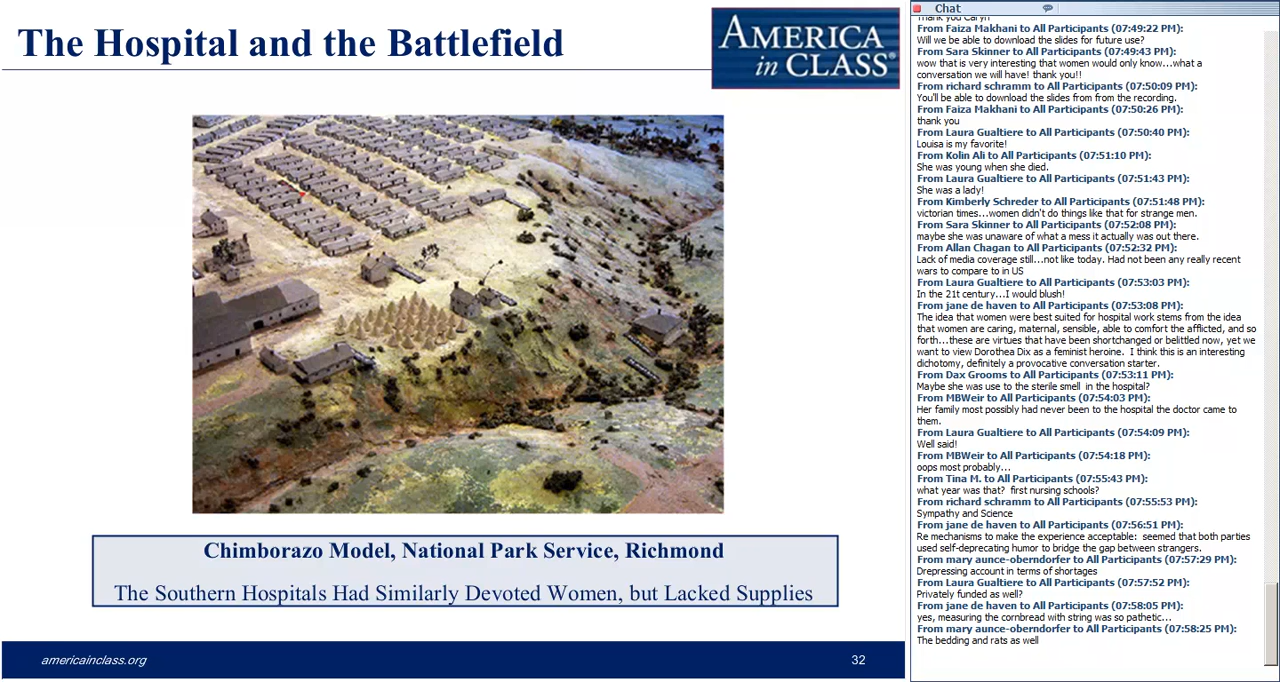 The Hospital and the Battlefield
AMERICA
in CLASS®
Chimborazo Model, National Park Service, Richmond
The Southern Hospitals Had Similarly Devoted Women, but Lacked Supplies
americainclass.org
32
Chat
Thank you Caryn
From Faiza Makhani to All Participants (07:49:22 PM):
Will we be able to download the slides for future use?
From Sara Skinner to All Participants (07:49:43 PM):
wow that is very interesting that women would only know...what a
conversation we will have! thank you!!
From richard schramm to All Participants (07:50:09 PM):
You'll be able to download the slides from from the recording.
From Faiza Makhani to All Participants (07:50:26 PM):
thank you
From Laura Gualtiere to All Participants (07:50:40 PM):
Louisa is my favorite!
From Kolin Ali to All Participants (07:51:10 PM):
She was young when she died.
From Laura Gualtiere to All Participants (07:51:43 PM):
She was a lady!
From Kimberly Schreder to All Participants (07:51:48 PM):
victorian times...women didn't do things like that for strange men.
From Sara Skinner to All Participants (07:52:08 PM):
maybe she was unaware of what a mess it actually was out there.
From Allan Chagan to All Participants (07:52:32 PM):
Lack of media coverage still...not like today. Had not been any really recent
wars to compare to in US
From Laura Gualtiere to All Participants (07:53:03 PM):
In the 21t century...I would blush!
From jane de haven to All Participants (07:53:08 PM):
The idea that women were best suited for hospital work stems from the idea
that women are caring, maternal, sensible, able to comfort the afflicted, and so
forth...these are virtues that have been shortchanged or belittled now, yet we
want to view Dorothea Dix as a feminist heroine. I think this is an interesting
dichotomy, definitely a provocative conversation starter.
From Dax Grooms to All Participants (07:53:11 PM):
Maybe she was use to the sterile smell in the hospital?
From MBWeir to All Participants (07:54:03 PM):
Her family most possibly had never been to the hospital the doctor came to
them.
From Laura Gualtiere to All Participants (07:54:09 PM):
Well said!
From MBWeir to All Participants (07:54:18 PM):
oops most probably...
From Tina M. to All Participants (07:55:43 PM):
what year was that? first nursing schools?
From richard schramm to All Participants (07:55:53 PM):
Sympathy and Science
From jane de haven to All Participants (07:56:51 PM):
Re mechanisms to make the experience acceptable: seemed that both parties
used self-deprecating humor to bridge the gap between strangers.
From mary aunce-oberndorfer to All Participants (07:57:29 PM):
Drepressing account in terms of shortages
From Laura Gualtiere to All Participants (07:57:52 PM):
Privately funded as well?
From jane de haven to All Participants (07:58:05 PM):
yes, measuring the cornbread with string was so pathetic...
From mary aunce-oberndorfer to All Participants (07:58:25 PM):
The bedding and rats as well